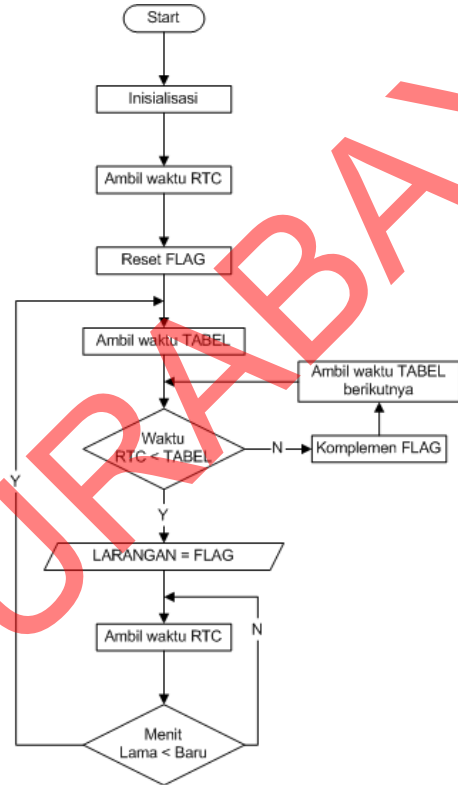 Start
Inisialisasi
Ambil waktu RTC
Reset FLAG
Ambil waktu TABEL
Ambil waktu TABEL
berikutnya
Waktu
RTC < TABEL
N
Komplemen FLAG
Y
Y
LARANGAN = FLAG
Ambil waktu RTC
N
Menit
Lama < Baru
URABAY